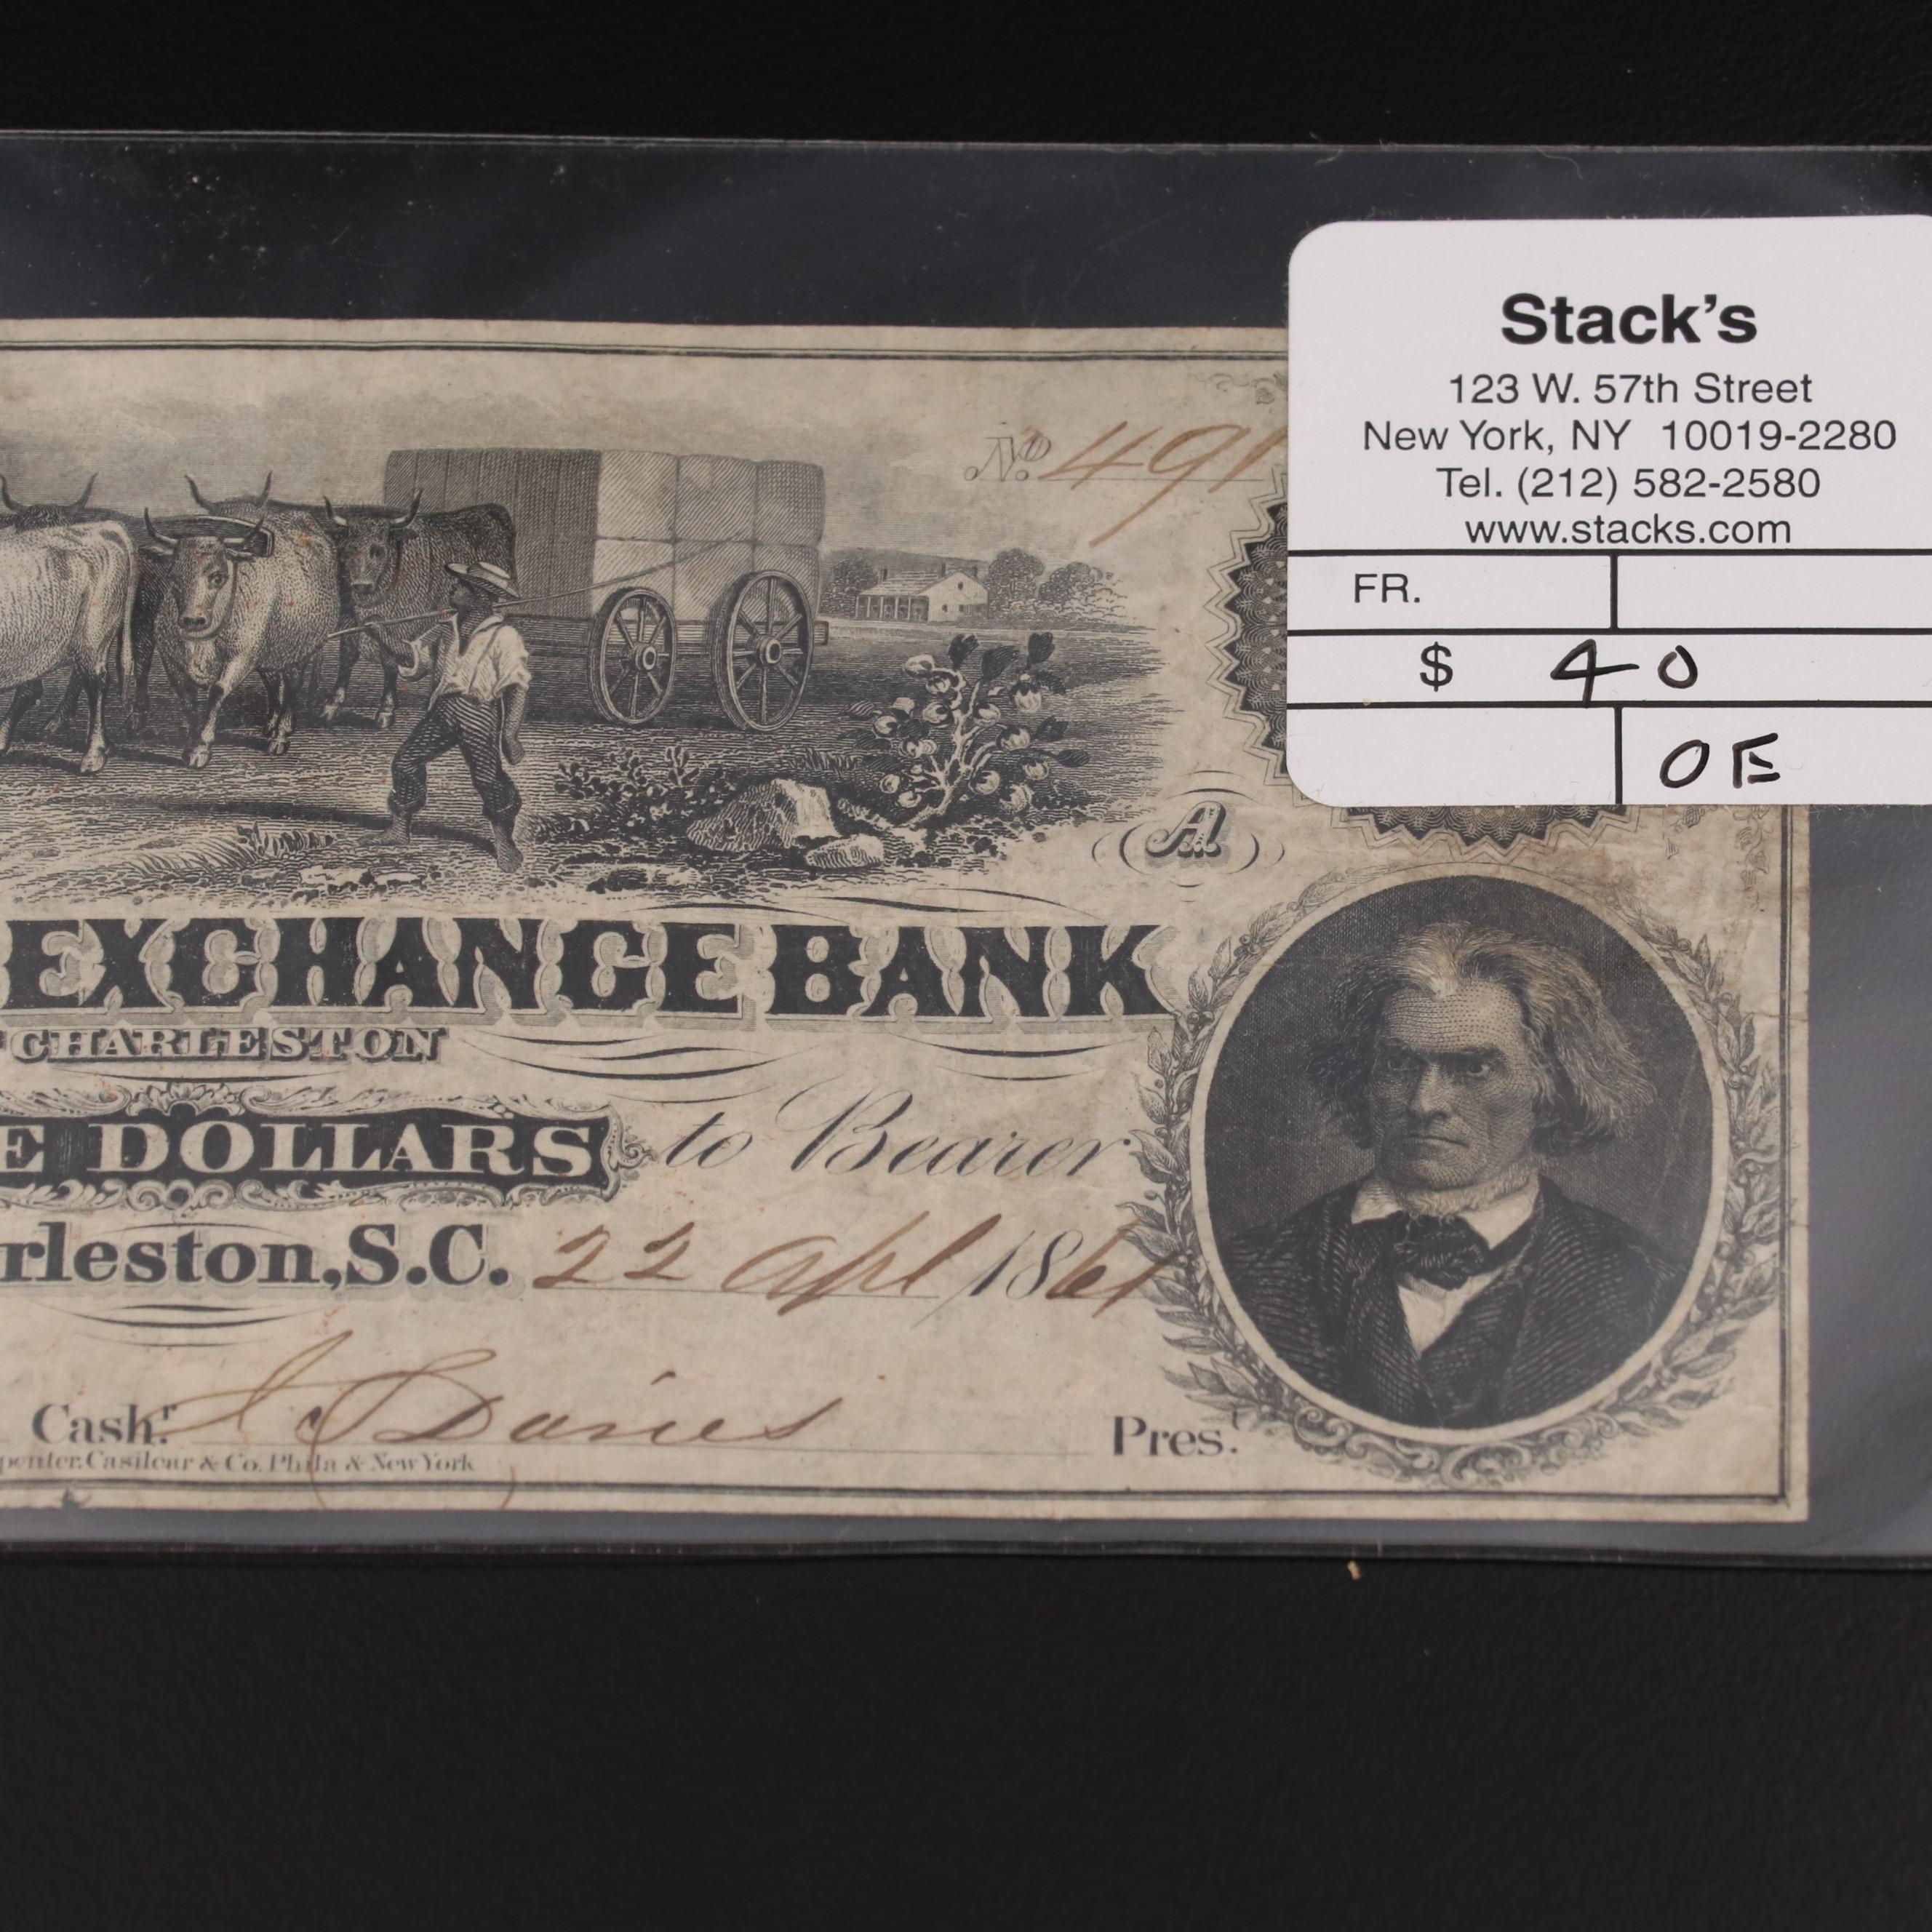 Stack's
123 W. 57th Street
New York, NY 10019-2280
Tel. (212) 582-2580
www.stacks.com
FR.
$ 40
OE
No. 491
A
EXCHANGE BANK
CHARLESTON
E DOLLARS to Bearer
rleston, S.C. 22 Apl 1861
Cashr. Pres.t
penter, Casilear & Co. Phila & New York